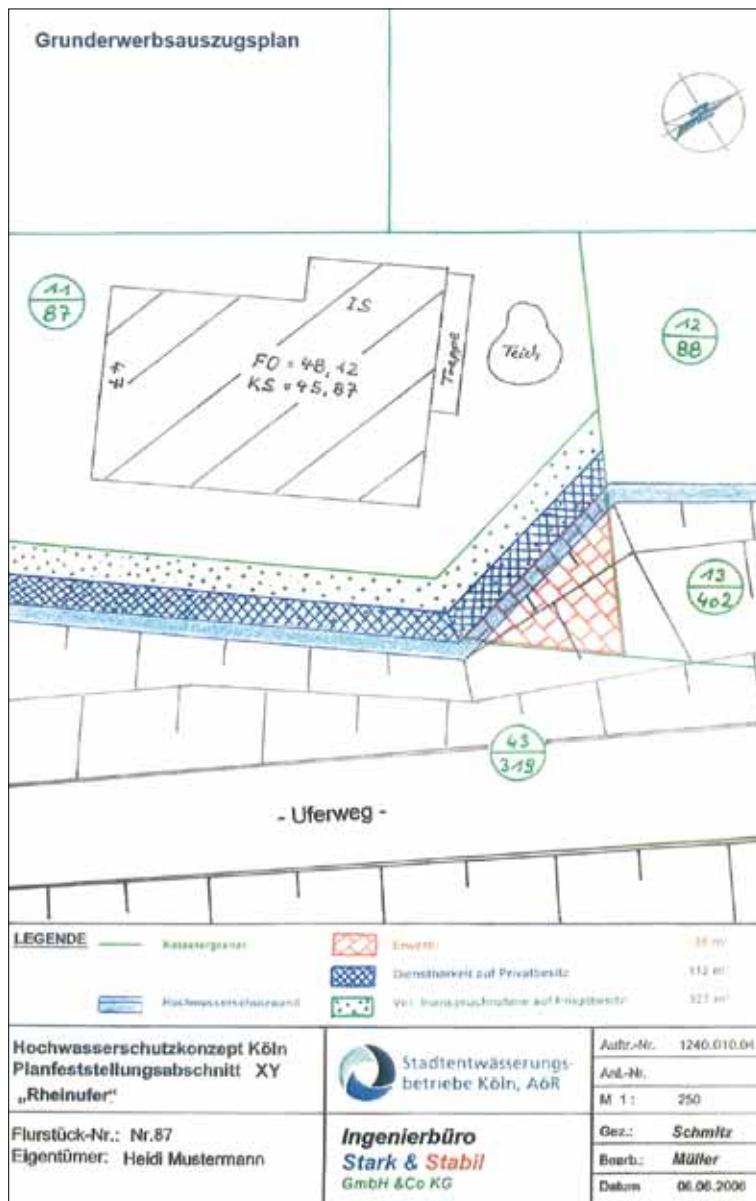 Grunderwerbsauszugsplan
11
87
IS
FO = 48,12
KS = 45,87
Treppe
Teich
12
88
13
402
43
319
- Uferweg -
LEGENDE
Katastergrenze
Erwerb
Dienstbarkeit auf Privatbesitz
112 m²
Hochwasserschutzwand
auf Privatbesitz
Hochwasserschutzkonzept Köln
Planfeststellungsabschnitt XY
„Rheinufer“
Stadtentwässerungs-
betriebe Köln, AöR
Auftr.-Nr. 1240.010.04
Anl.-Nr.
M 1 : 250
Flurstück-Nr.: Nr.87
Eigentümer: Heidi Mustermann
Ingenierbüro
Stark & Stabil
GmbH &Co KG
Gez.: Schmitz
Bearb.: Müller
Datum 06.06.2006